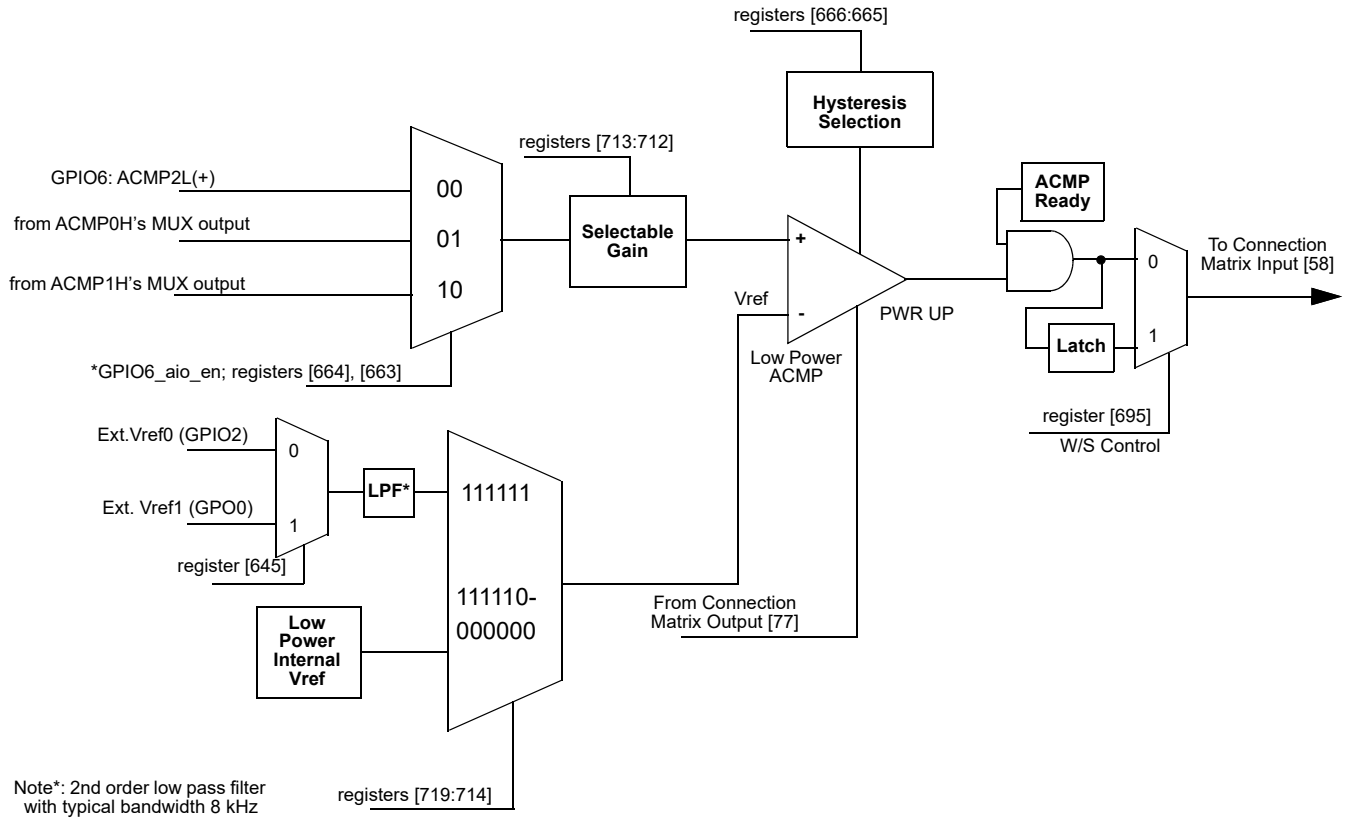 registers [666:665]
Hysteresis
Selection
registers [713:712]
GPIO6: ACMP2L(+)
from ACMP0H's MUX output
from ACMP1H's MUX output
00
01
10
Selectable
Gain
*GPIO6_aio_en; registers [664], [663]
+
-
Vref
Low Power
ACMP
PWR UP
ACMP
Ready
Latch
0
1
To Connection
Matrix Input [58]
register [695]
W/S Control
Ext.Vref0 (GPIO2)
Ext. Vref1 (GPO0)
0
1
register [645]
LPF*
111111
111110-
000000
Low
Power
Internal
Vref
From Connection
Matrix Output [77]
registers [719:714]
Note*: 2nd order low pass filter
with typical bandwidth 8 kHz